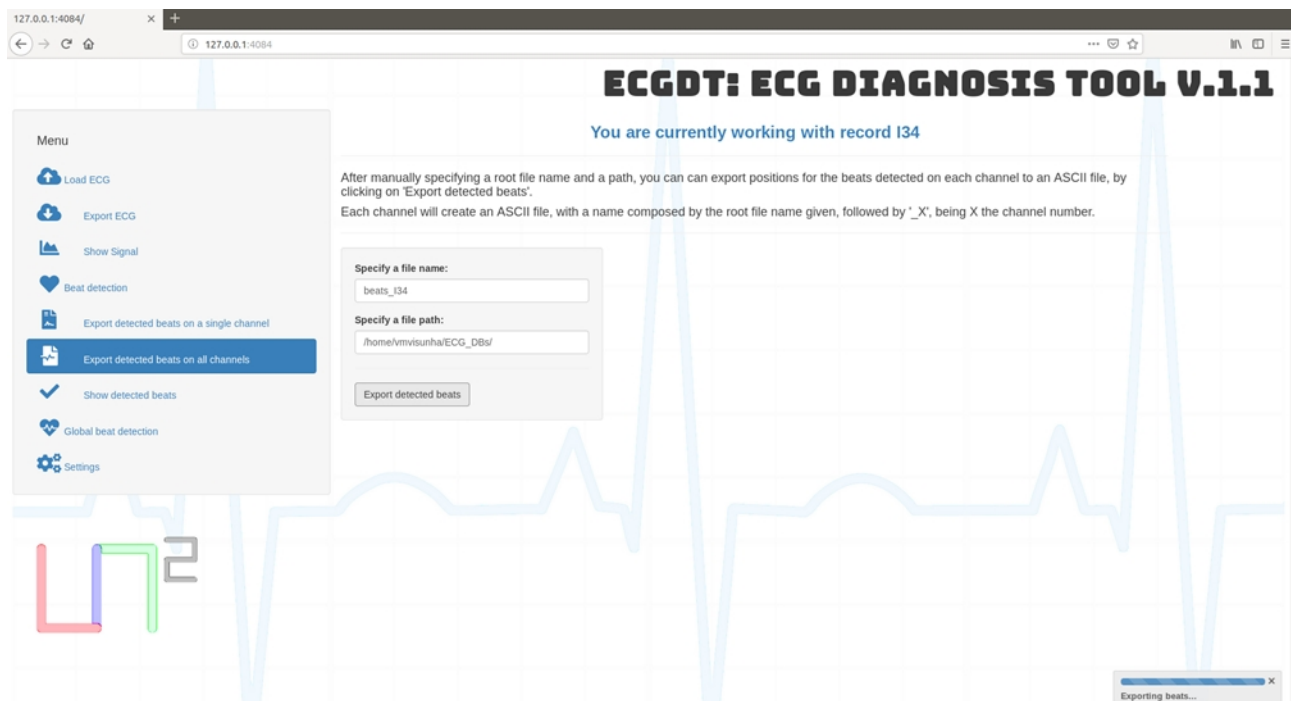 127.0.0.1:4084/
127.0.0.1:4084
ECGDT: ECG DIAGNOSIS TOOL V.1.1
Menu
Load ECG
Export ECG
Show Signal
Beat detection
Export detected beats on a single channel
Export detected beats on all channels
Show detected beats
Global beat detection
Settings
You are currently working with record I34
After manually specifying a root file name and a path, you can can export positions for the beats detected on each channel to an ASCII file, by
clicking on 'Export detected beats'.
Each channel will create an ASCII file, with a name composed by the root file name given, followed by '_X', being X the channel number.
Specify a file name:
beats_I34
Specify a file path:
/home/vmvisunha/ECG_DBs/
Export detected beats
Exporting beats...